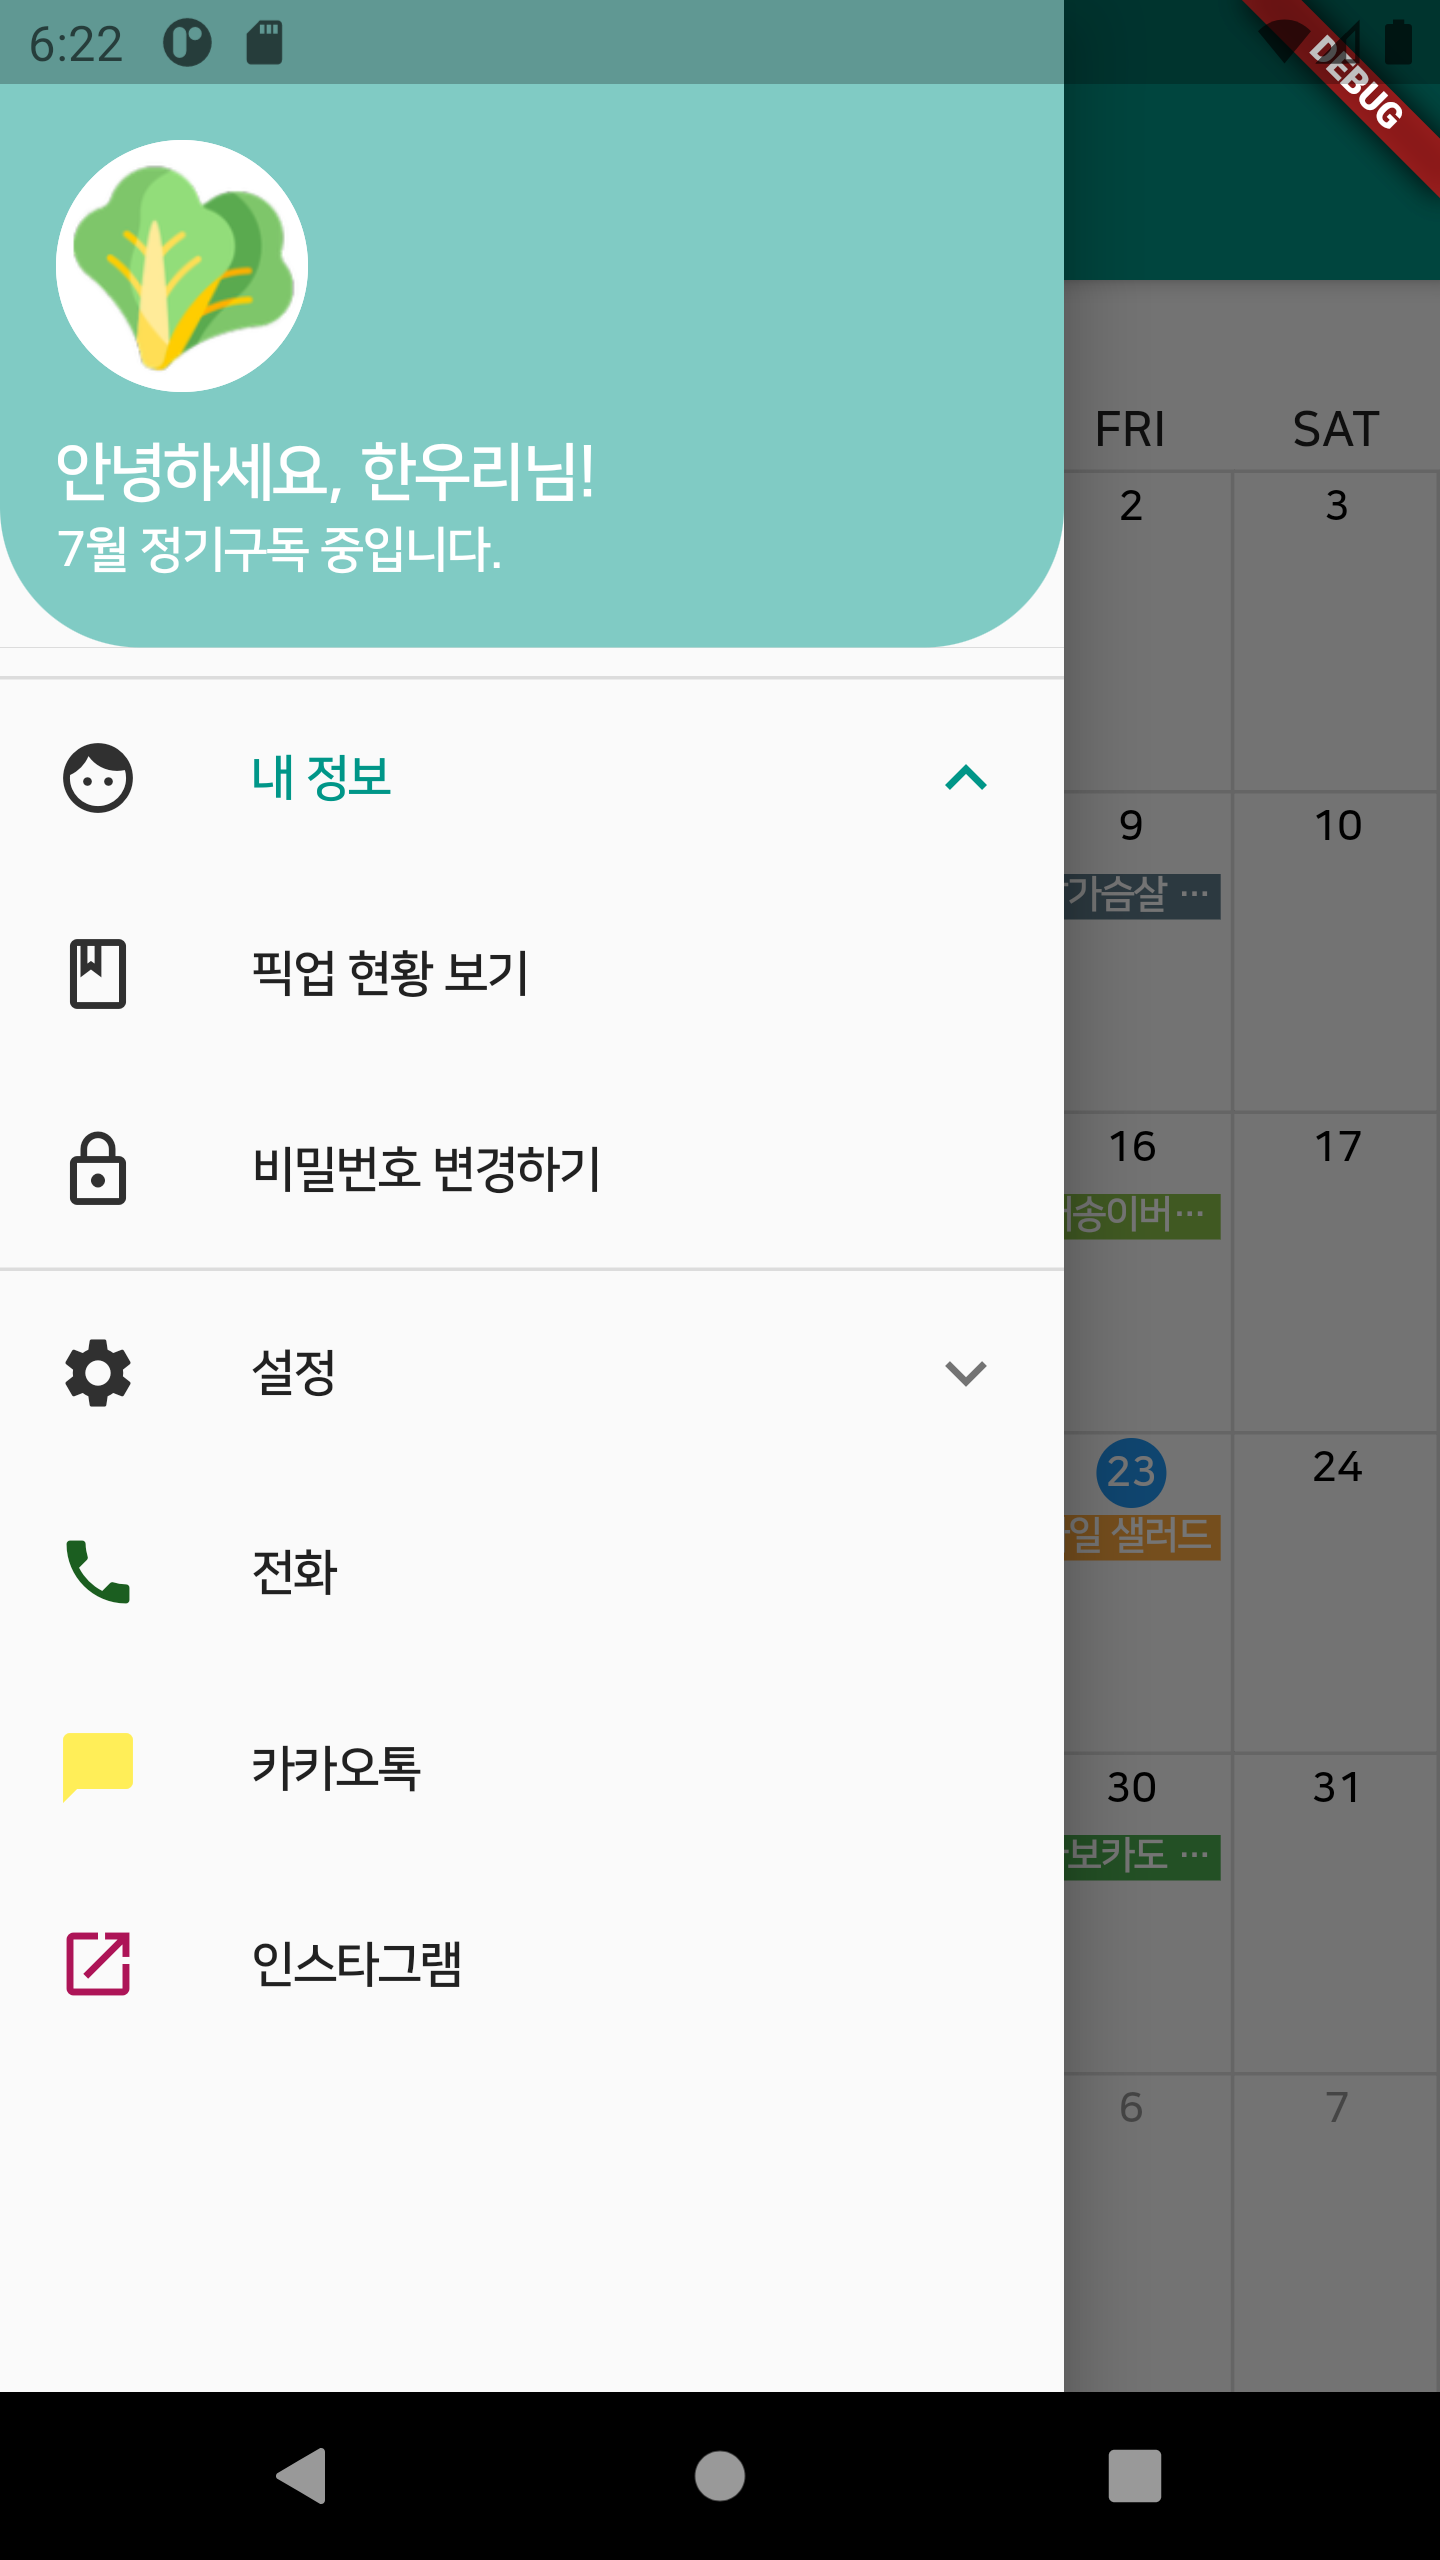 6:22
DEBUG
안녕하세요, 한우리님!
7월 정기구독 중입니다.
내 정보
픽업 현황 보기
비밀번호 변경하기
설정
전화
카카오톡
인스타그램
FRI SAT
2 3
9 10
가슴살 …
16 17
송이버…
23 24
일 샐러드
30 31
보카도 …
6 7